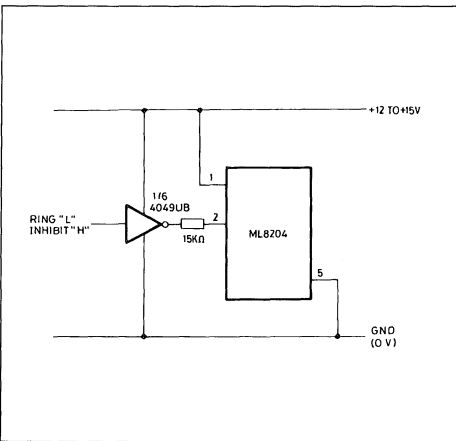 +12 TO +15V
1
1/6
4049UB
RING "L"
INHIBIT "H"
2
15KΩ
ML8204
5
GND
(0 V)